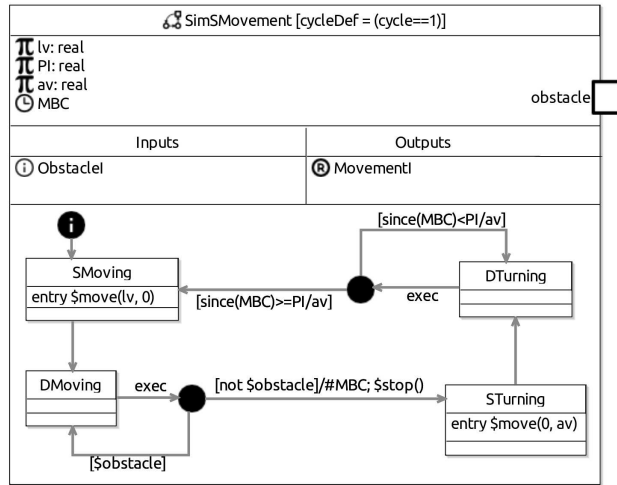 SimSMovement [cycleDef = (cycle==1)]
lv: real
PI: real
av: real
MBC
obstacle
Inputs
Outputs
i ObstacleI
R MovementI
i
[since(MBC)<PI/av]
SMoving
entry $move(lv, 0)
DTurning
[since(MBC)>=PI/av]
exec
DMoving
exec
[not $obstacle]/#MBC; $stop()
STurning
entry $move(0, av)
[$obstacle]